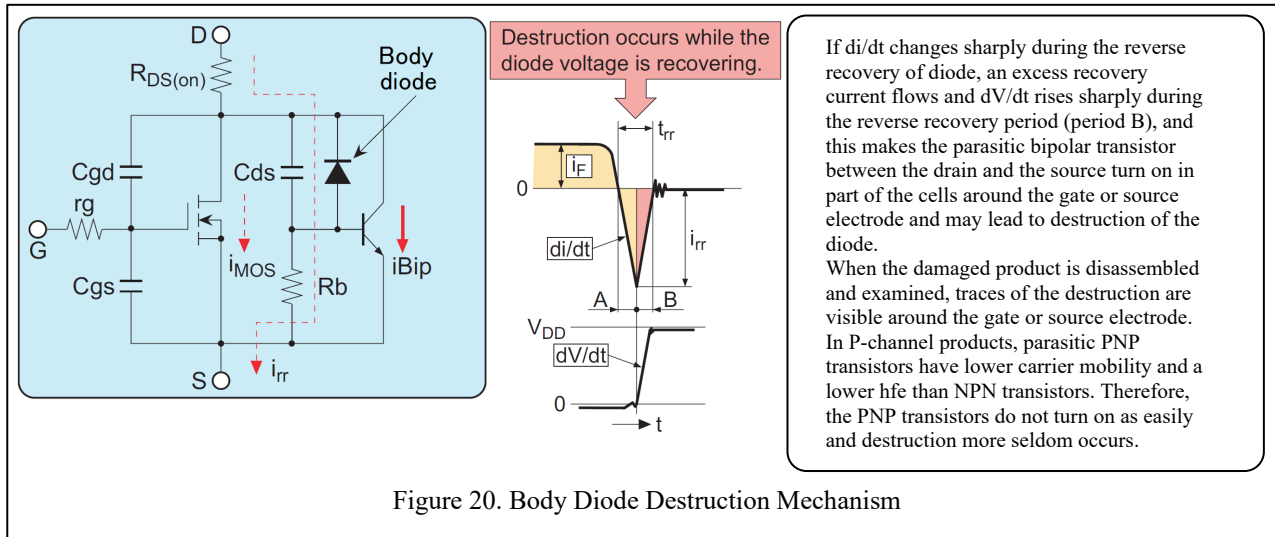 D
R_DS(on)
Body
diode
Cgd
Cds
rg
G
i_MOS
iBip
Cgs
Rb
i_rr
S
Destruction occurs while the
diode voltage is recovering.
t_rr
i_F
0
di/dt
i_rr
A
B
V_DD
dV/dt
0
t
If di/dt changes sharply during the reverse
recovery of diode, an excess recovery
current flows and dV/dt rises sharply during
the reverse recovery period (period B), and
this makes the parasitic bipolar transistor
between the drain and the source turn on in
part of the cells around the gate or source
electrode and may lead to destruction of the
diode.
When the damaged product is disassembled
and examined, traces of the destruction are
visible around the gate or source electrode.
In P-channel products, parasitic PNP
transistors have lower carrier mobility and a
lower hfe than NPN transistors. Therefore,
the PNP transistors do not turn on as easily
and destruction more seldom occurs.
Figure 20. Body Diode Destruction Mechanism